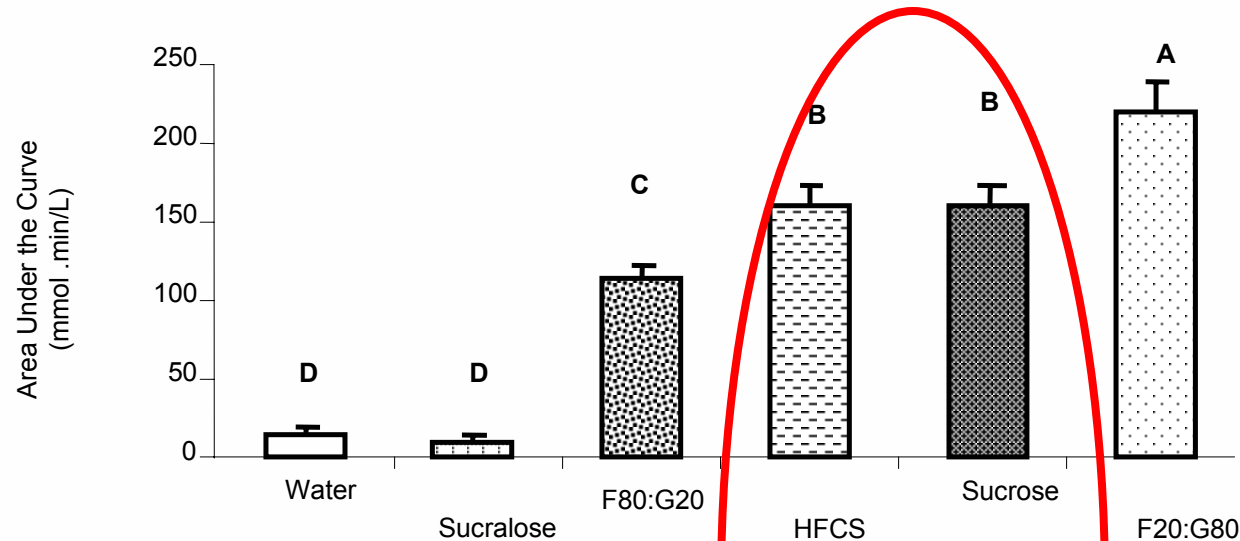 Area Under the Curve
(mmol .min/L)
250
200
150
100
50
0
D
D
C
B
B
A
Water
Sucralose
F80:G20
HFCS
Sucrose
F20:G80